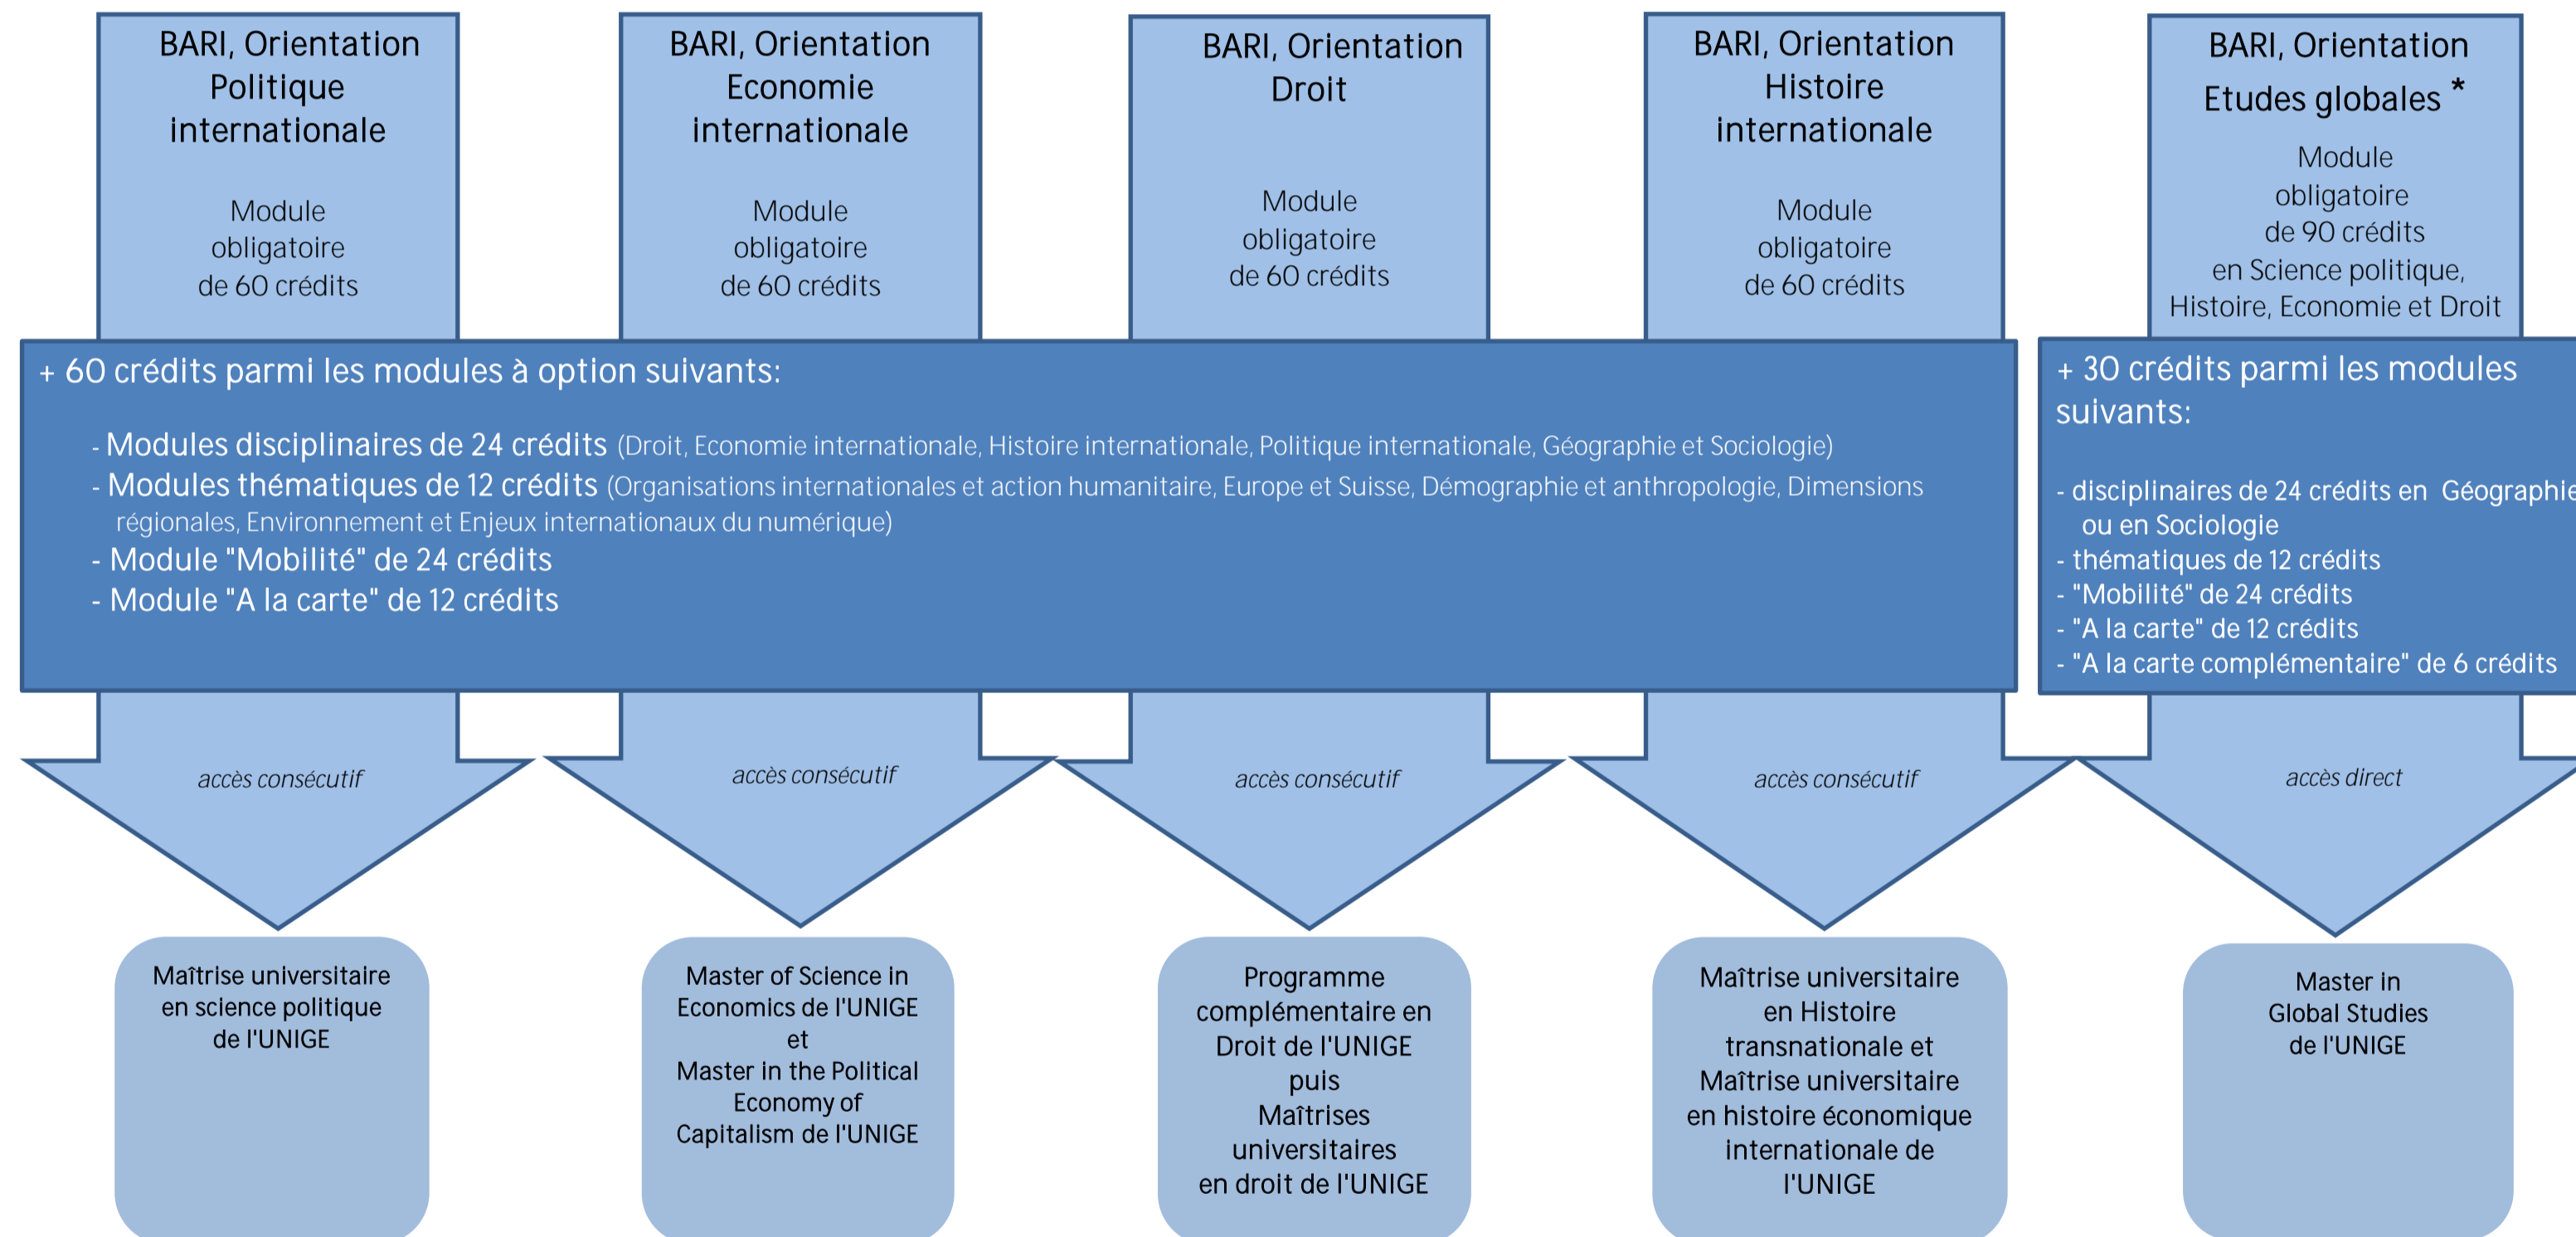 BARI, Orientation
Politique
internationale
Module
obligatoire
de 60 crédits
BARI, Orientation
Economie
internationale
Module
obligatoire
de 60 crédits
BARI, Orientation
Droit
Module
obligatoire
de 60 crédits
BARI, Orientation
Histoire
internationale
Module
obligatoire
de 60 crédits
BARI, Orientation
Etudes globales *
Module
obligatoire
de 90 crédits
en Science politique,
Histoire, Economie et Droit
+ 60 crédits parmi les modules à option suivants:
- Modules disciplinaires de 24 crédits (Droit, Economie internationale, Histoire internationale, Politique internationale, Géographie et Sociologie)
- Modules thématiques de 12 crédits (Organisations internationales et action humanitaire, Europe et Suisse, Démographie et anthropologie, Dimensions
régionales, Environnement et Enjeux internationaux du numérique)
- Module "Mobilité" de 24 crédits
- Module "A la carte" de 12 crédits
+ 30 crédits parmi les modules
suivants:
- disciplinaires de 24 crédits en Géographie
ou en Sociologie
- thématiques de 12 crédits
- "Mobilité" de 24 crédits
- "A la carte" de 12 crédits
- "A la carte complémentaire" de 6 crédits
accès consécutif
accès consécutif
accès consécutif
accès consécutif
accès direct
Maîtrise universitaire
en science politique
de l'UNIGE
Master of Science in
Economics de l'UNIGE
et
Master in the Political
Economy of
Capitalism de l'UNIGE
Programme
complémentaire en
Droit de l'UNIGE
puis
Maîtrises
universitaires
en droit de l'UNIGE
Maîtrise universitaire
en Histoire
transnationale et
Maîtrise universitaire
en histoire économique
internationale de
l'UNIGE
Master in
Global Studies
de l'UNIGE